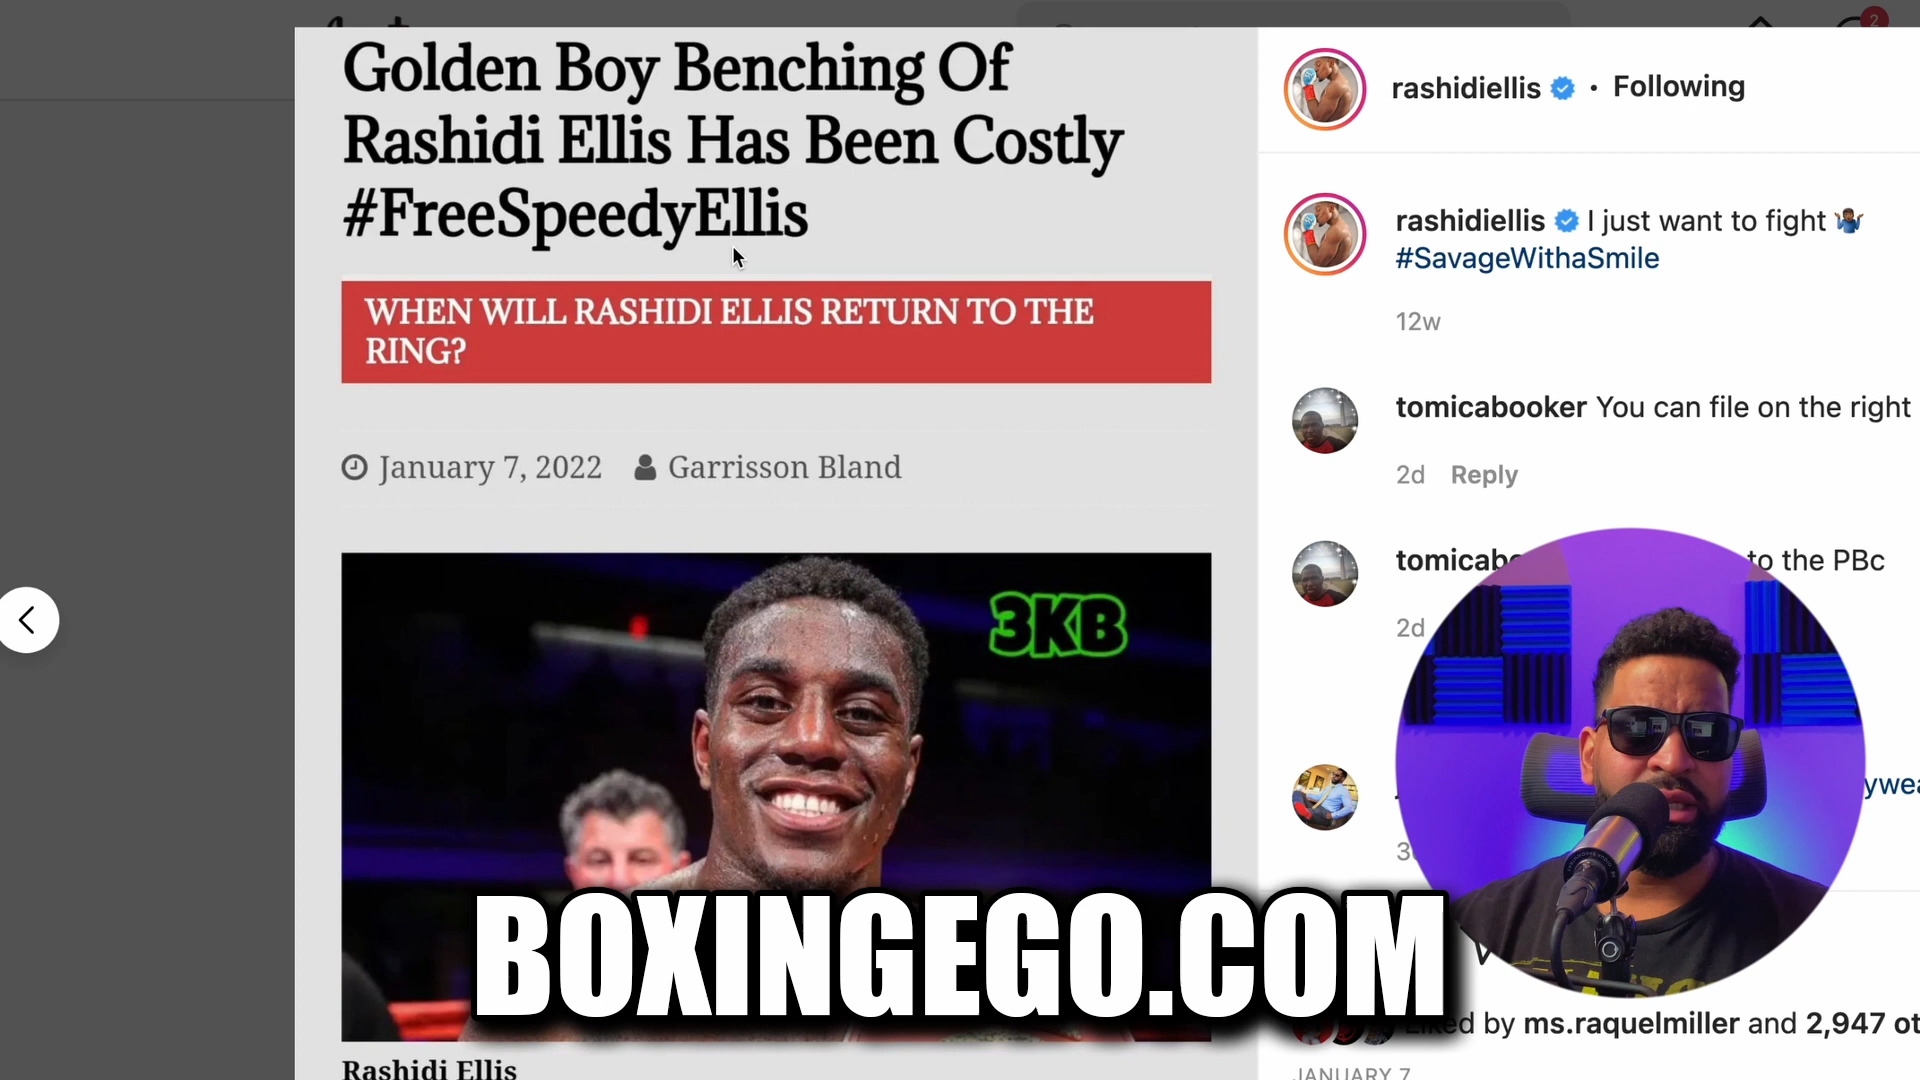 Golden Boy Benching Of
Rashidi Ellis Has Been Costly
#FreeSpeedyEllis
WHEN WILL RASHIDI ELLIS RETURN TO THE
RING?
January 7, 2022 Garrisson Bland
3KB
Rashidi Ellis
BOXINGEGO.COM
2
rashidiellis • Following
rashidiellis I just want to fight 🤷🏾‍♂️
#SavageWithaSmile
12w
tomicabooker You can file on the right
2d Reply
to the PBc
2d
Liked by ms.raquelmiller and 2,947
JANUARY 7